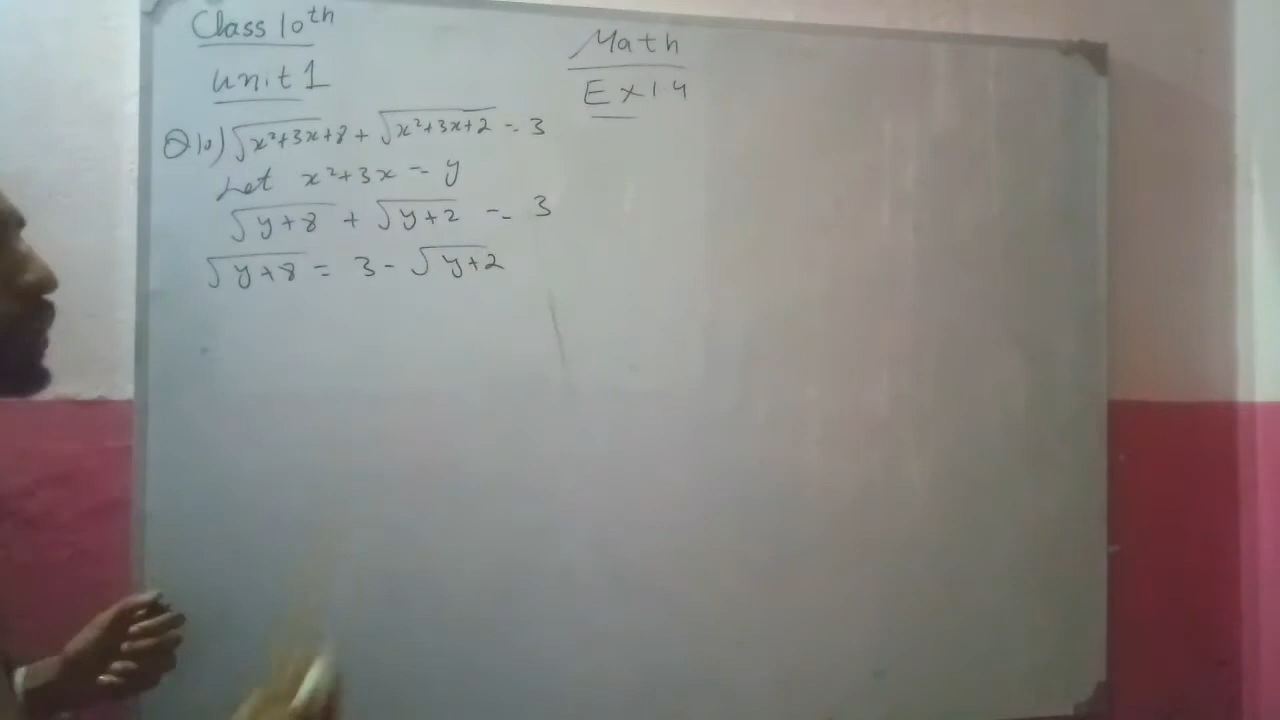 Class 10th
Math
Unit 1
Ex 1 4
Q10) √x²+3x+8 + √x²+3x+2 = 3
Let x²+3x = y
√y+8 + √y+2 = 3
√y+8 = 3 - √y+2